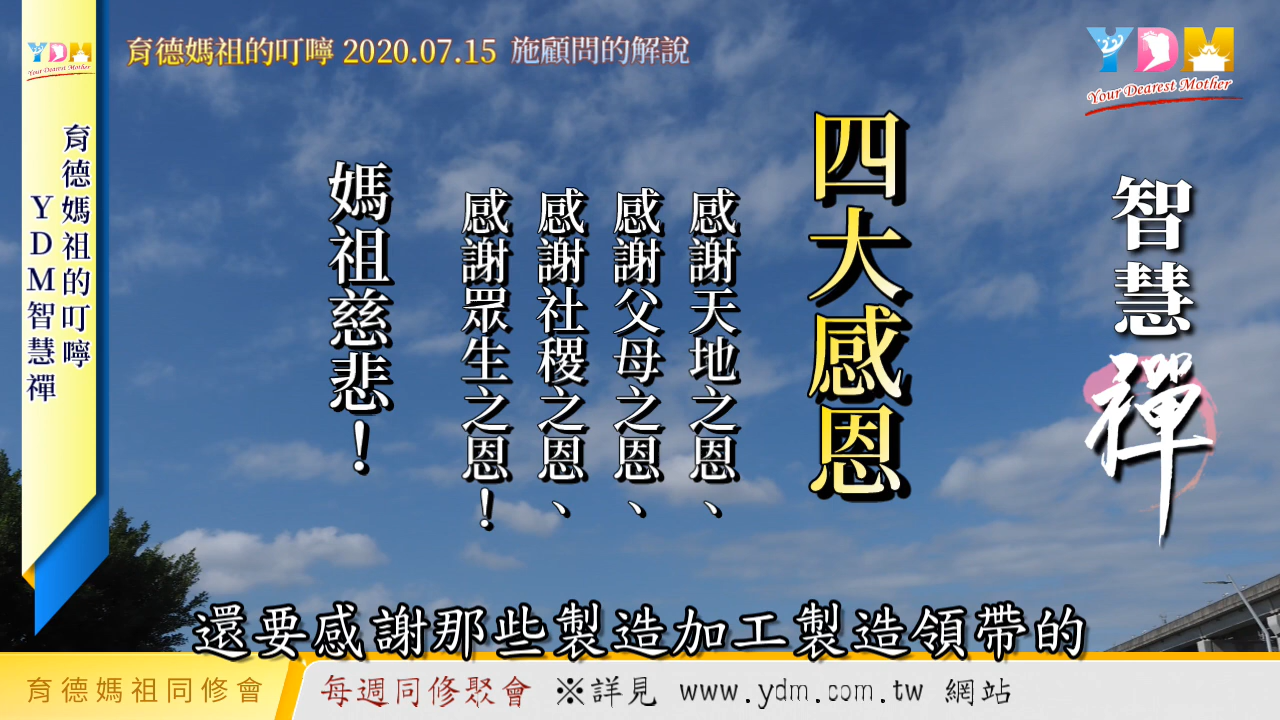 育德媽祖的叮嚀 2020.07.15 施顧問的解說
YDM
Your Dearest Mother
YDM
Your Dearest Mother
育德媽祖的叮嚀
YDM智慧禪
智慧禪
四大感恩
感謝天地之恩、
感謝父母之恩、
感謝社稷之恩、
感謝眾生之恩！
媽祖慈悲！
還要感謝那些製造加工製造領帶的
育德媽祖同修會
每週同修聚會 ※詳見 www.ydm.com.tw 網站